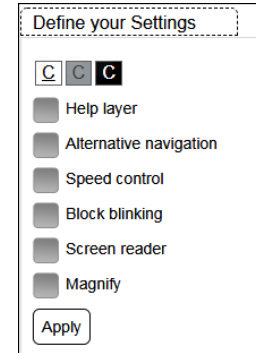 Define your Settings
C C C
Help layer
Alternative navigation
Speed control
Block blinking
Screen reader
Magnify
Apply